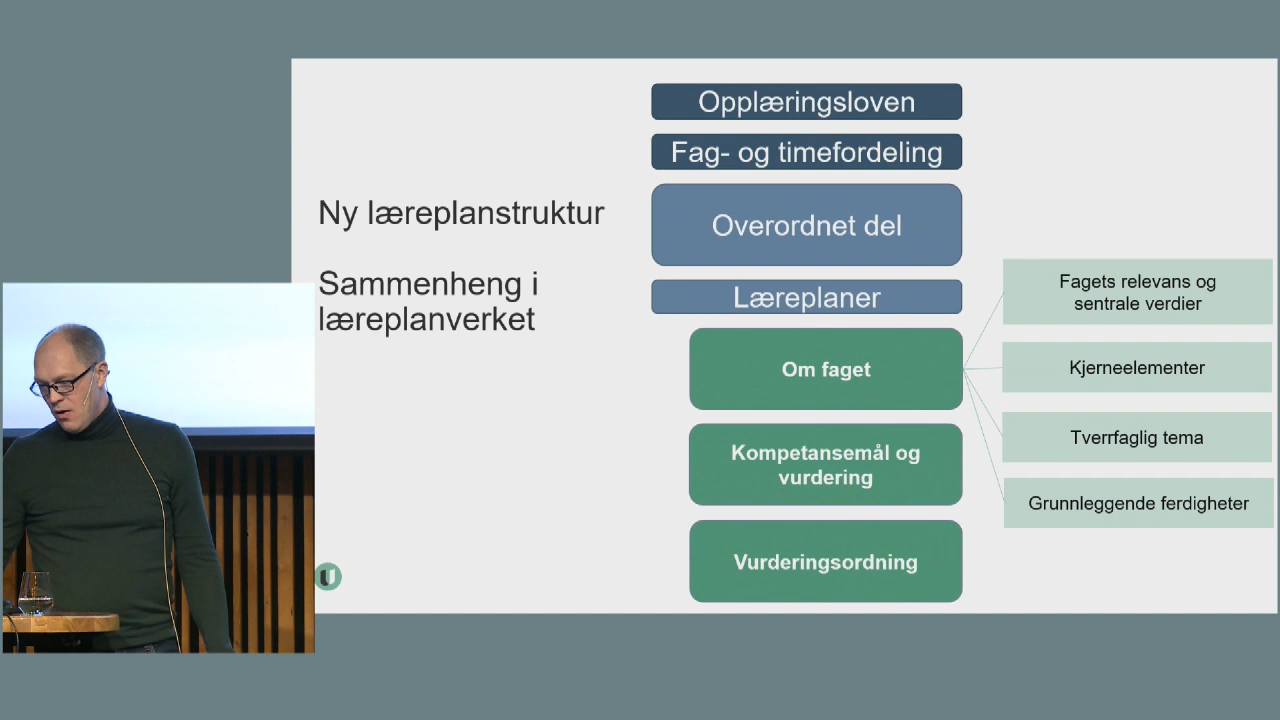 Ny læreplanstruktur
Sammenheng i
læreplanverket
Opplæringsloven
Fag- og timefordeling
Overordnet del
Læreplaner
Om faget
Kompetansemål og
vurdering
Vurderingsordning
Fagets relevans og
sentrale verdier
Kjerneelementer
Tverrfaglig tema
Grunnleggende ferdigheter
U